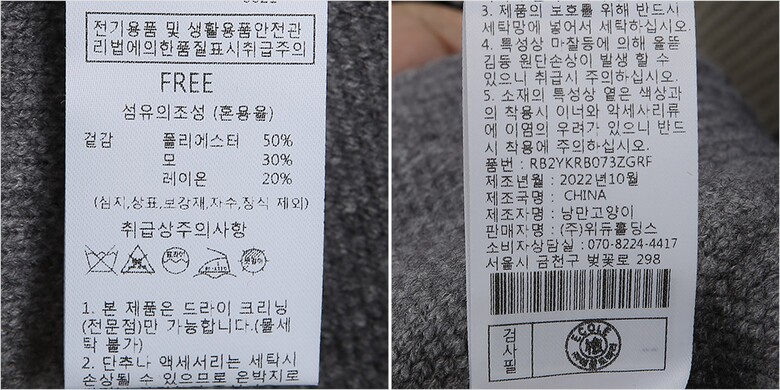 전기용품 및 생활용품안전관
리법에의한품질표시취급주의
FREE
섬유의조성 (혼용율)
겉감 폴리에스터 50%
모 30%
레이온 20%
(심지,상표,보강재,자수,장식 제외)
취급상주의사항
드라이
1. 본 제품은 드라이 크리닝
(전문점)만 가능합니다.(물세
탁 불가)
2. 단추나 액세서리는 세탁시
손상될 수 있으므로 은박지로
3. 제품의 보호를 위해 반드시
세탁망에 넣어서 세탁하십시오.
4. 특성상 마찰등에 의해 올뜯
김등 원단손상이 발생 할 수
있으니 취급시 주의하십시오.
5. 소재의 특성상 옅은 색상과
의 착용시 이너와 악세사리류
에 이염의 우려가 있으니 반드
시 착용에 주의하십시오.
품번 : RB2YKRB073ZGRF
제조년월 : 2022년10월
제조국명 : CHINA
제조자명 : 낭만고양이
판매자명 : (주)위듀홀딩스
소비자상담실 : 070-8224-4417
서울시 금천구 벚꽃로 298
검사필
ECOLE